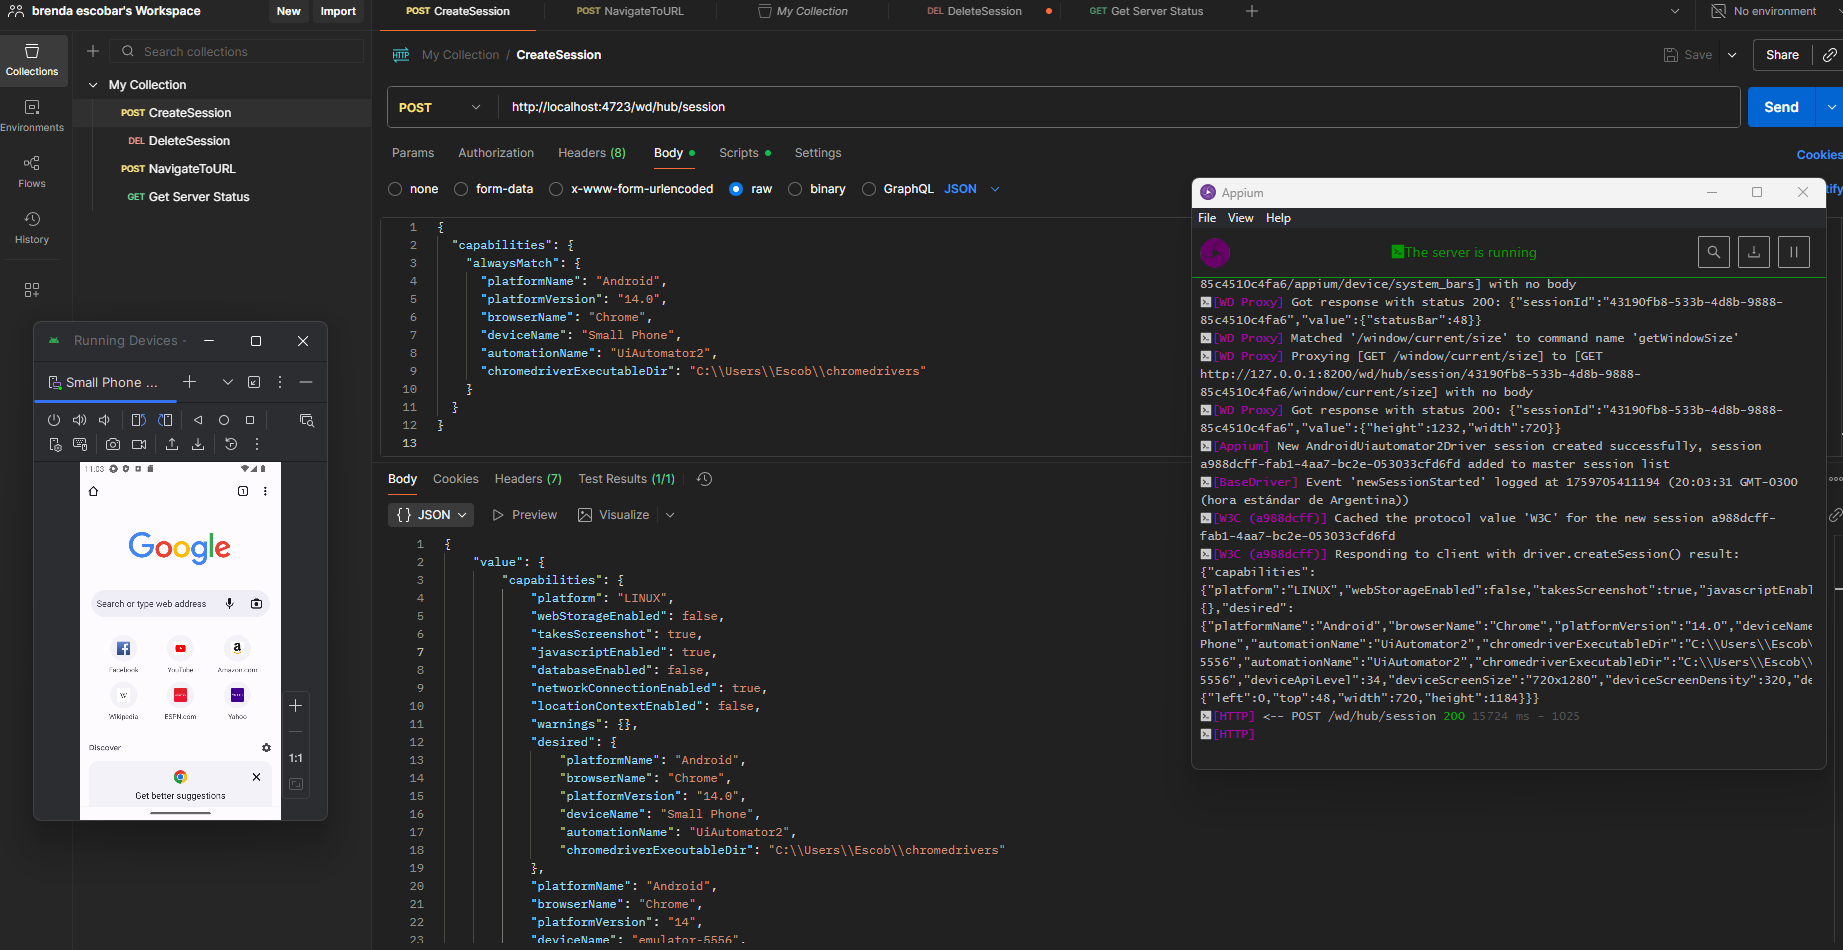 brenda escobar's Workspace
New
Import
POST CreateSession
POST NavigateToURL
My Collection
DEL DeleteSession
GET Get Server Status
No environment
Collections
Environments
Flows
History
Search collections
My Collection
POST CreateSession
DEL DeleteSession
POST NavigateToURL
GET Get Server Status
HTTP My Collection / CreateSession
Save
Share
POST
http://localhost:4723/wd/hub/session
Send
Params
Authorization
Headers (8)
Body
Scripts
Settings
Cookies
none
form-data
x-www-form-urlencoded
raw
binary
GraphQL
JSON
1 {
2 "capabilities": {
3 "alwaysMatch": {
4 "platformName": "Android",
5 "platformVersion": "14.0",
6 "browserName": "Chrome",
7 "deviceName": "Small Phone",
8 "automationName": "UiAutomator2",
9 "chromedriverExecutableDir": "C:\\Users\\Escob\\chromedrivers"
10 }
11 }
12 }
13
Body
Cookies
Headers (7)
Test Results (1/1)
{} JSON
Preview
Visualize
1 {
2 "value": {
3 "capabilities": {
4 "platform": "LINUX",
5 "webStorageEnabled": false,
6 "takesScreenshot": true,
7 "javascriptEnabled": true,
8 "databaseEnabled": false,
9 "networkConnectionEnabled": true,
10 "locationContextEnabled": false,
11 "warnings": {},
12 "desired": {
13 "platformName": "Android",
14 "browserName": "Chrome",
15 "platformVersion": "14.0",
16 "deviceName": "Small Phone",
17 "automationName": "UiAutomator2",
18 "chromedriverExecutableDir": "C:\\Users\\Escob\\chromedrivers"
19 },
20 "platformName": "Android",
21 "browserName": "Chrome",
22 "platformVersion": "14",
23 "deviceName": "emulator-5556",
Running Devices -
Small Phone ...
11:03
Google
Search or type web address
Facebook
YouTube
Amazon.com
Wikipedia
ESPN.com
Yahoo
Discover
Get better suggestions
1:1
Appium
File View Help
The server is running
85c4510c4fa6/appium/device/system_bars] with no body
[WD Proxy] Got response with status 200: {"sessionId":"43190fb8-533b-4d8b-9888-
85c4510c4fa6","value":{"statusBar":48}}
[WD Proxy] Matched '/window/current/size' to command name 'getWindowSize'
[WD Proxy] Proxying [GET /window/current/size] to [GET
http://127.0.0.1:8200/wd/hub/session/43190fb8-533b-4d8b-9888-
85c4510c4fa6/window/current/size] with no body
[WD Proxy] Got response with status 200: {"sessionId":"43190fb8-533b-4d8b-9888-
85c4510c4fa6","value":{"height":1232,"width":720}}
[Appium] New AndroidUiautomator2Driver session created successfully, session
a988dcff-fab1-4aa7-bc2e-053033cfd6fd added to master session list
[BaseDriver] Event 'newSessionStarted' logged at 1759705411194 (20:03:31 GMT-0300
(hora estándar de Argentina))
[W3C (a988dcff)] Cached the protocol value 'W3C' for the new session a988dcff-
fab1-4aa7-bc2e-053033cfd6fd
[W3C (a988dcff)] Responding to client with driver.createSession() result:
{"capabilities":
{"platform":"LINUX","webStorageEnabled":false,"takesScreenshot":true,"javascriptEnabl
{},"desired":
{"platformName":"Android","browserName":"Chrome","platformVersion":"14.0","deviceName
Phone","automationName":"UiAutomator2","chromedriverExecutableDir":"C:\\Users\\Escob\
5556","automationName":"UiAutomator2","chromedriverExecutableDir":"C:\\Users\\Escob\\
5556","deviceApiLevel":34,"deviceScreenSize":"720x1280","deviceScreenDensity":320,"de
{"left":0,"top":48,"width":720,"height":1184}}}
[HTTP] <-- POST /wd/hub/session 200 15724 ms - 1025
[HTTP]